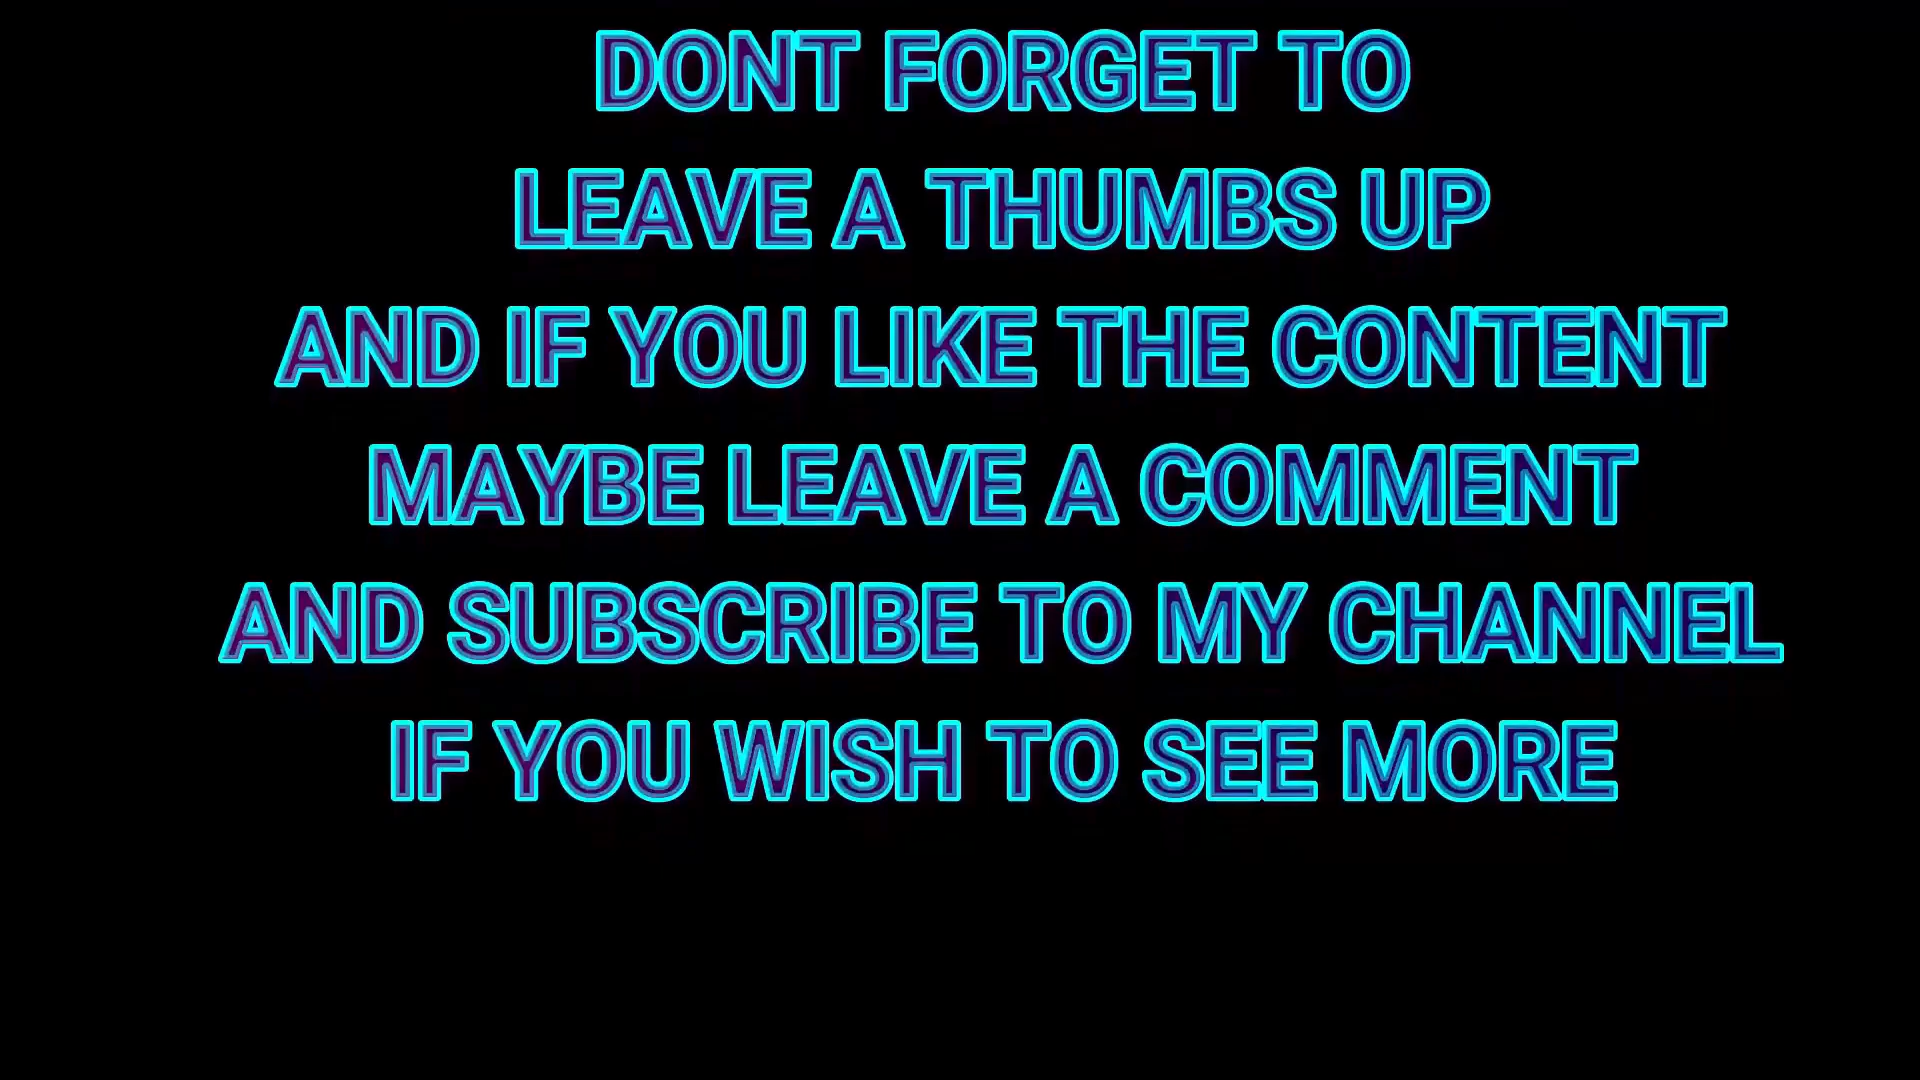 DONT FORGET TO
LEAVE A THUMBS UP
AND IF YOU LIKE THE CONTENT
MAYBE LEAVE A COMMENT
AND SUBSCRIBE TO MY CHANNEL
IF YOU WISH TO SEE MORE